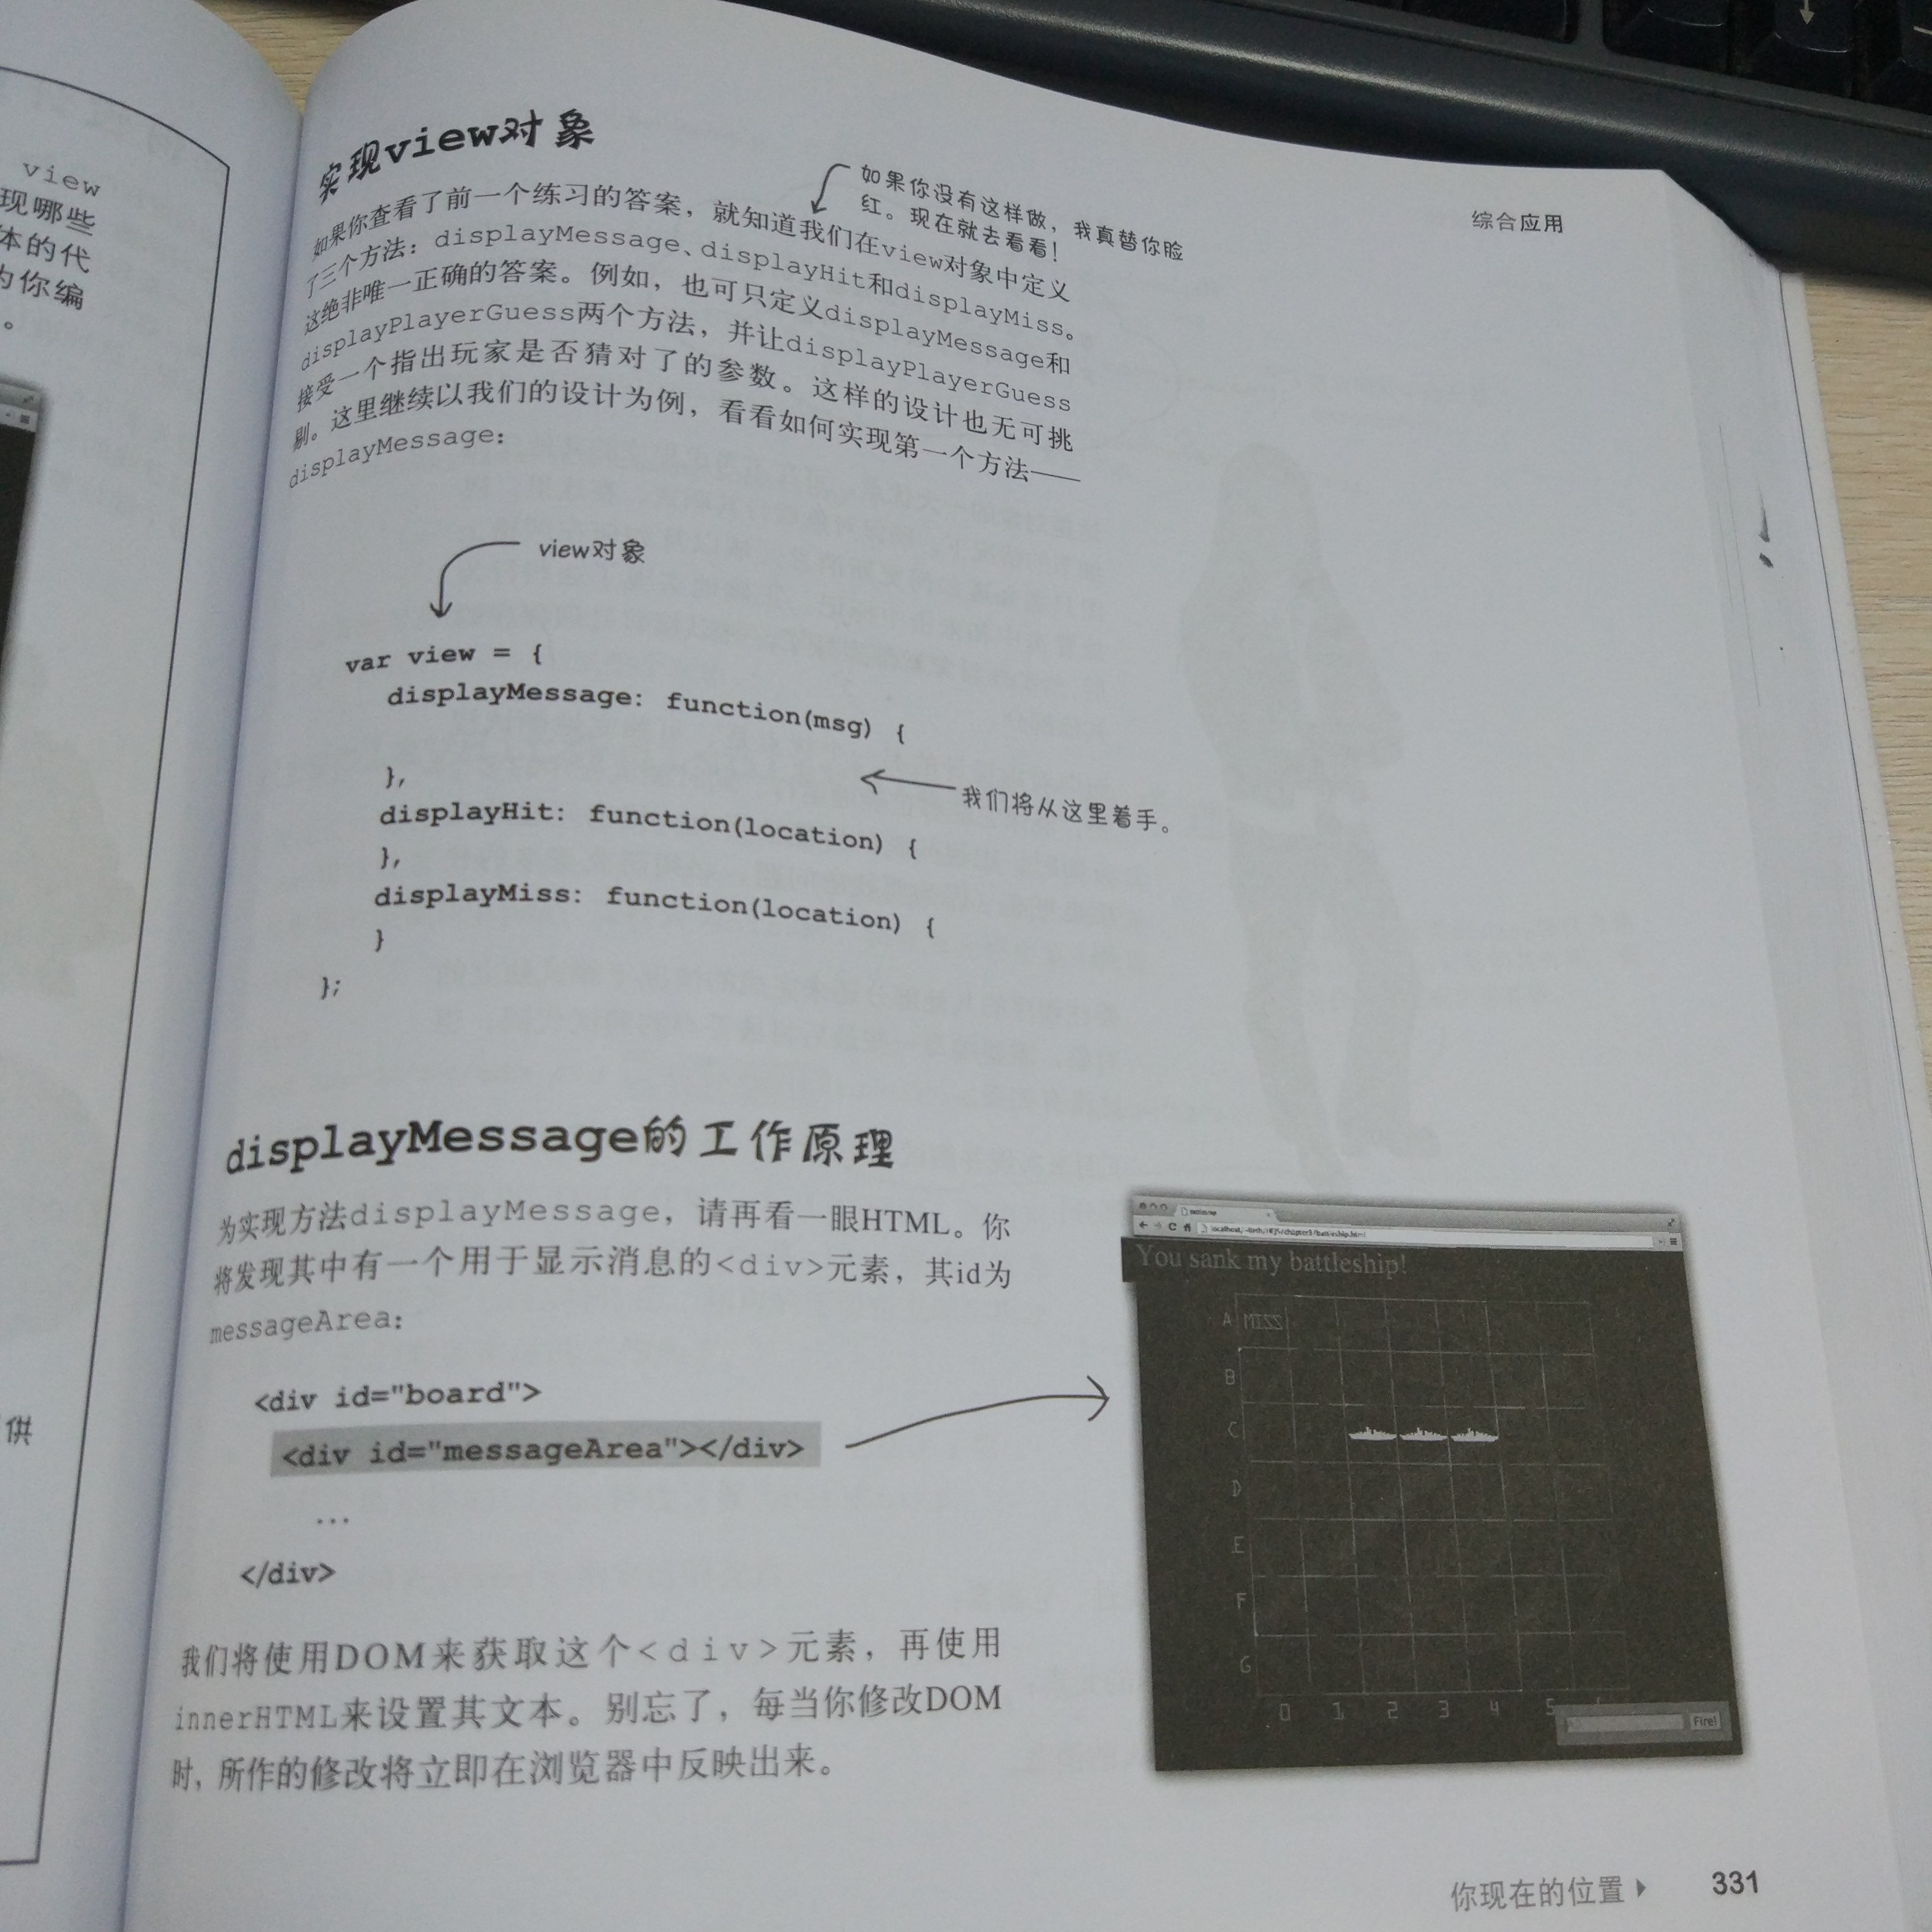 view
现哪些
体的代
为你编
。
供
综合应用
实现view对象
如果你没有这样做，我真替你脸
红。现在就去看看！
如果你查看了前一个练习的答案，就知道我们在view对象中定义
了三个方法：displayMessage、displayHit和displayMiss。
这绝非唯一正确的答案。例如，也可只定义displayMessage和
displayPlayerGuess两个方法，并让displayPlayerGuess
接受一个指出玩家是否猜对了的参数。这样的设计也无可挑
剔。这里继续以我们的设计为例，看看如何实现第一个方法——
displayMessage：
view对象
var view = {
displayMessage: function(msg) {
},
我们将从这里着手。
displayHit: function(location) {
},
displayMiss: function(location) {
}
};
displayMessage的工作原理
为实现方法displayMessage，请再看一眼HTML。你
将发现其中有一个用于显示消息的<div>元素，其id为
messageArea：
<div id="board">
<div id="messageArea"></div>
...
</div>
我们将使用DOM来获取这个<div>元素，再使用
innerHTML来设置其文本。别忘了，每当你修改DOM
时，所作的修改将立即在浏览器中反映出来。
You sank my battleship!
A MISS
B
C
D
E
F
G
0 1 2 3 4 5
Fire!
你现在的位置 331